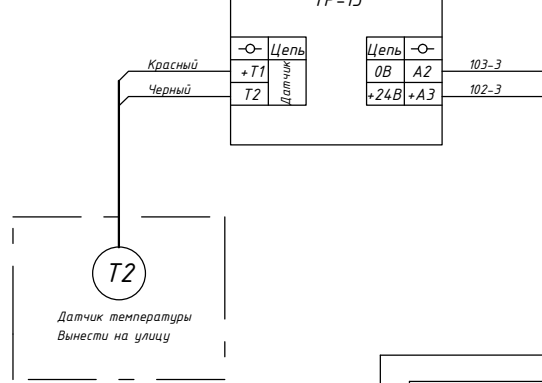 ТР-15
Цепь
Цепь
Красный
+Т1
Датчик
0В
А2
103-3
Черный
Т2
+24В
+А3
102-3
Т2
Датчик температуры
Вынести на улицу